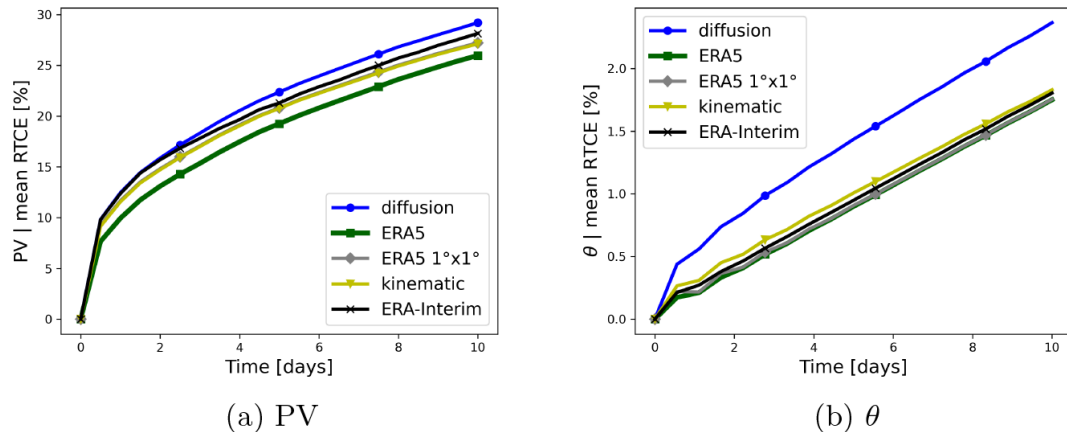 PV | mean RTCE [%]
30
25
20
15
10
5
0
diffusion
ERA5
ERA5 1°x1°
kinematic
ERA-Interim
0 2 4 6 8 10
Time [days]
(a) PV
θ | mean RTCE [%]
2.0
1.5
1.0
0.5
0.0
diffusion
ERA5
ERA5 1°x1°
kinematic
ERA-Interim
0 2 4 6 8 10
Time [days]
(b) θ